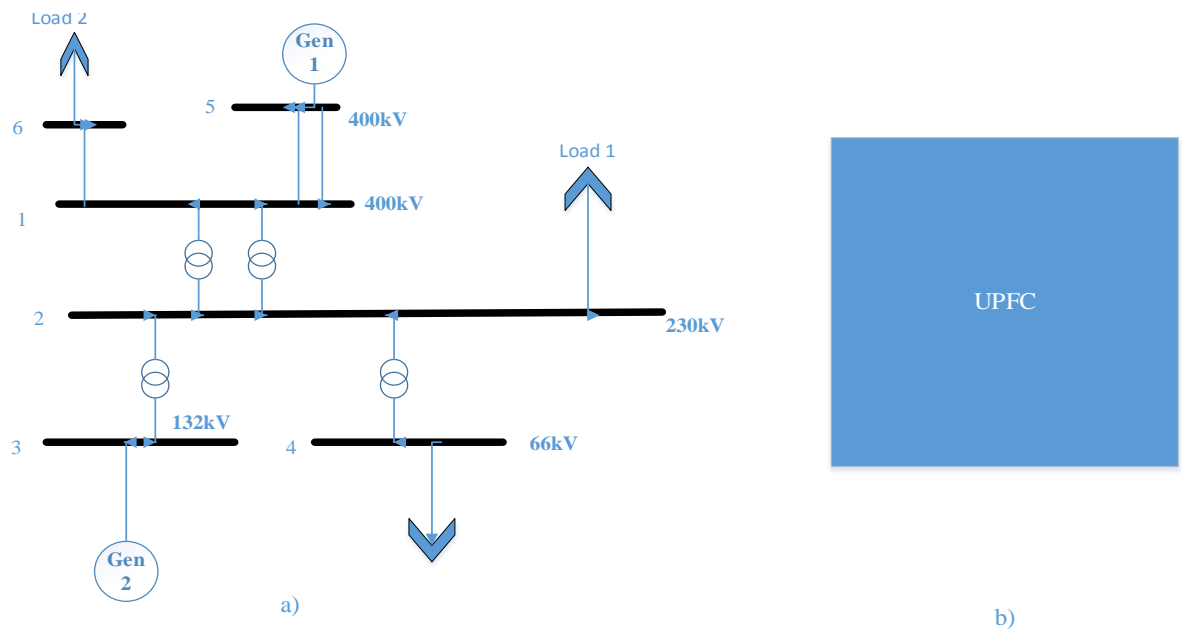 Load 2
Gen
1
5
400kV
6
Load 1
1
400kV
UPFC
2
230kV
132kV
3
4
66kV
Gen
2
a)
b)